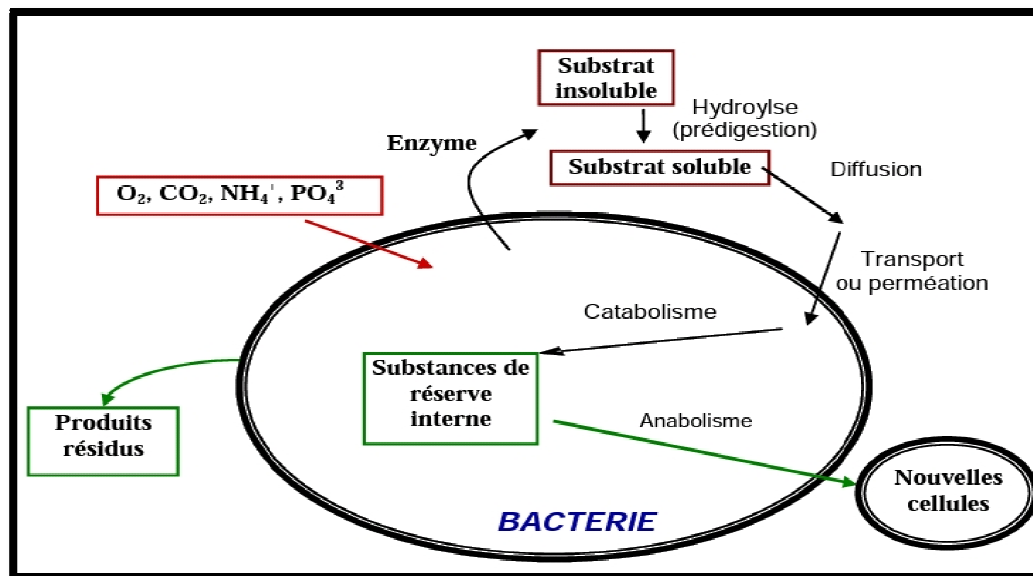 Substrat
insoluble
Hydroylse
(prédigestion)
Enzyme
Substrat soluble
Diffusion
O₂, CO₂, NH₄⁺, PO₄³
Transport
ou perméation
Catabolisme
Substances de
réserve
interne
Anabolisme
Produits
résidus
Nouvelles
cellules
BACTERIE